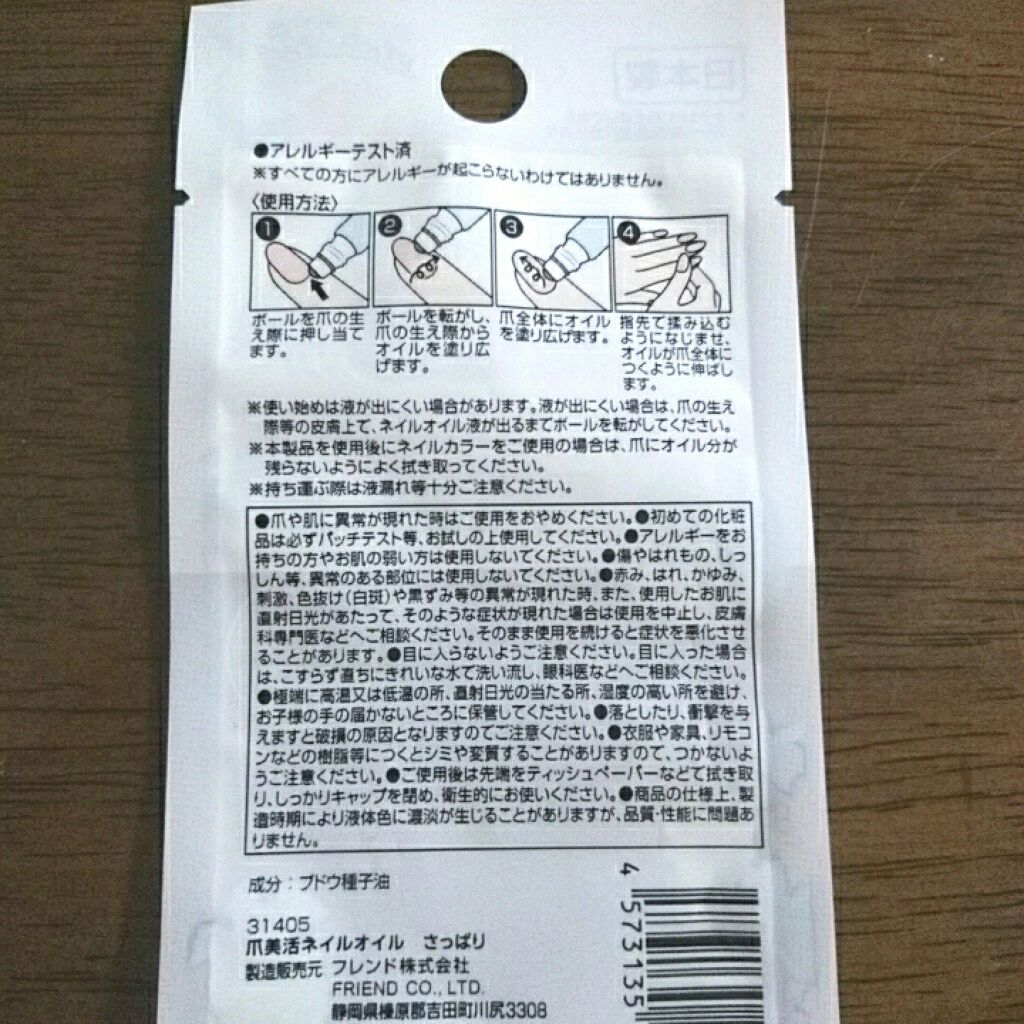 ●アレルギーテスト済
※すべての方にアレルギーが起こらないわけではありません。
〈使用方法〉
1
ボールを爪の生
え際に押し当て
ます。
2
ボールを転がし、
爪の生え際から
オイルを塗り広
げます。
3
爪全体にオイル
を塗り広げます。
4
指先で揉み込む
ようになじませ、
オイルが爪全体に
つくように伸ばし
ます。
※使い始めは液が出にくい場合があります。液が出にくい場合は、爪の生え
際等の皮膚上で、ネイルオイル液が出るまでボールを転がしてください。
※本製品を使用後にネイルカラーをご使用の場合は、爪にオイル分が
残らないようによく拭き取ってください。
※持ち運ぶ際は液漏れ等十分ご注意ください。
●爪や肌に異常が現れた時はご使用をおやめください。●初めての化粧
品は必ずパッチテスト等、お試しの上使用してください。●アレルギーをお
持ちの方やお肌の弱い方は使用しないでください。●傷やはれもの、しっ
しん等、異常のある部位には使用しないでください。●赤み、はれ、かゆみ、
刺激、色抜け(白斑)や黒ずみ等の異常が現れた時、また、使用したお肌に
直射日光があたって、そのような症状が現れた場合は使用を中止し、皮膚
科専門医などへご相談ください。そのまま使用を続けると症状を悪化させ
ることがあります。●目に入らないようご注意ください。目に入った場合
は、こすらず直ちにきれいな水で洗い流し、眼科医などへご相談ください。
●極端に高温又は低温の所、直射日光の当たる所、湿度の高い所を避け、
お子様の手の届かないところに保管してください。●落としたり、衝撃を与
えますと破損の原因となりますのでご注意ください。●衣服や家具、リモコ
ンなどの樹脂等につくとシミや変質することがありますので、つかないよ
うご注意ください。●ご使用後は先端をティッシュペーパーなどで拭き取
り、しっかりキャップを閉め、衛生的にお使いください。●商品の仕様上、製
造時期により液体色に濃淡が生じることがありますが、品質・性能に問題あ
りません。
成分：ブドウ種子油
31405
爪美活ネイルオイル さっぱり
製造販売元 フレンド株式会社
FRIEND CO., LTD.
静岡県榛原郡吉田町川尻3308
4 573135